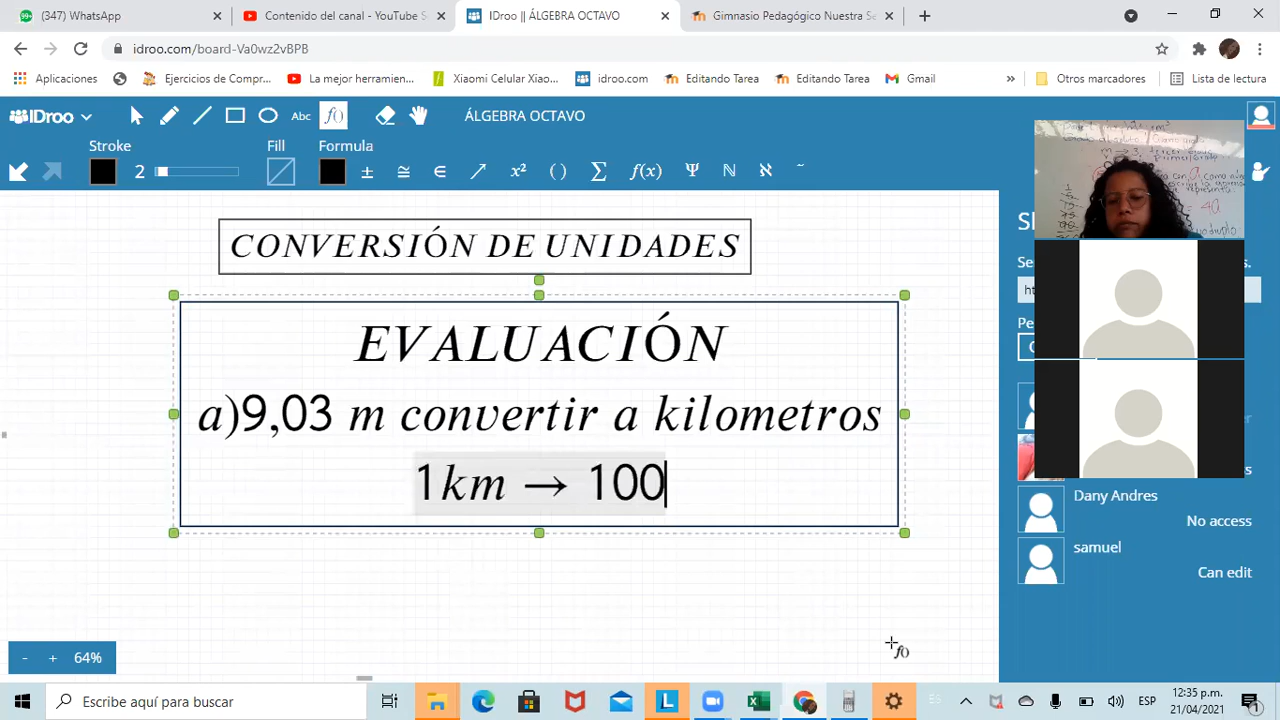 (347) WhatsApp
Contenido del canal - YouTube S
IDroo || ÁLGEBRA OCTAVO
Gimnasio Pedagógico Nuestra Se
idroo.com/board-Va0wz2vBPB
Aplicaciones
Ejercicios de Compr...
La mejor herramien...
Xiaomi Celular Xiao...
idroo.com
Editando Tarea
Editando Tarea
Gmail
»
Otros marcadores
Lista de lectura
IDroo
Abc
f()
ÁLGEBRA OCTAVO
Stroke
Fill
Formula
2
± ≅ ∈ x² ( ) ∑ f(x) Ψ ℕ ℵ
CONVERSIÓN DE UNIDADES
EVALUACIÓN
a)9,03 m convertir a kilometros
1km → 100
Dany Andres
No access
samuel
Can edit
- + 64%
Escribe aquí para buscar
ESP
12:35 p.m.
21/04/2021